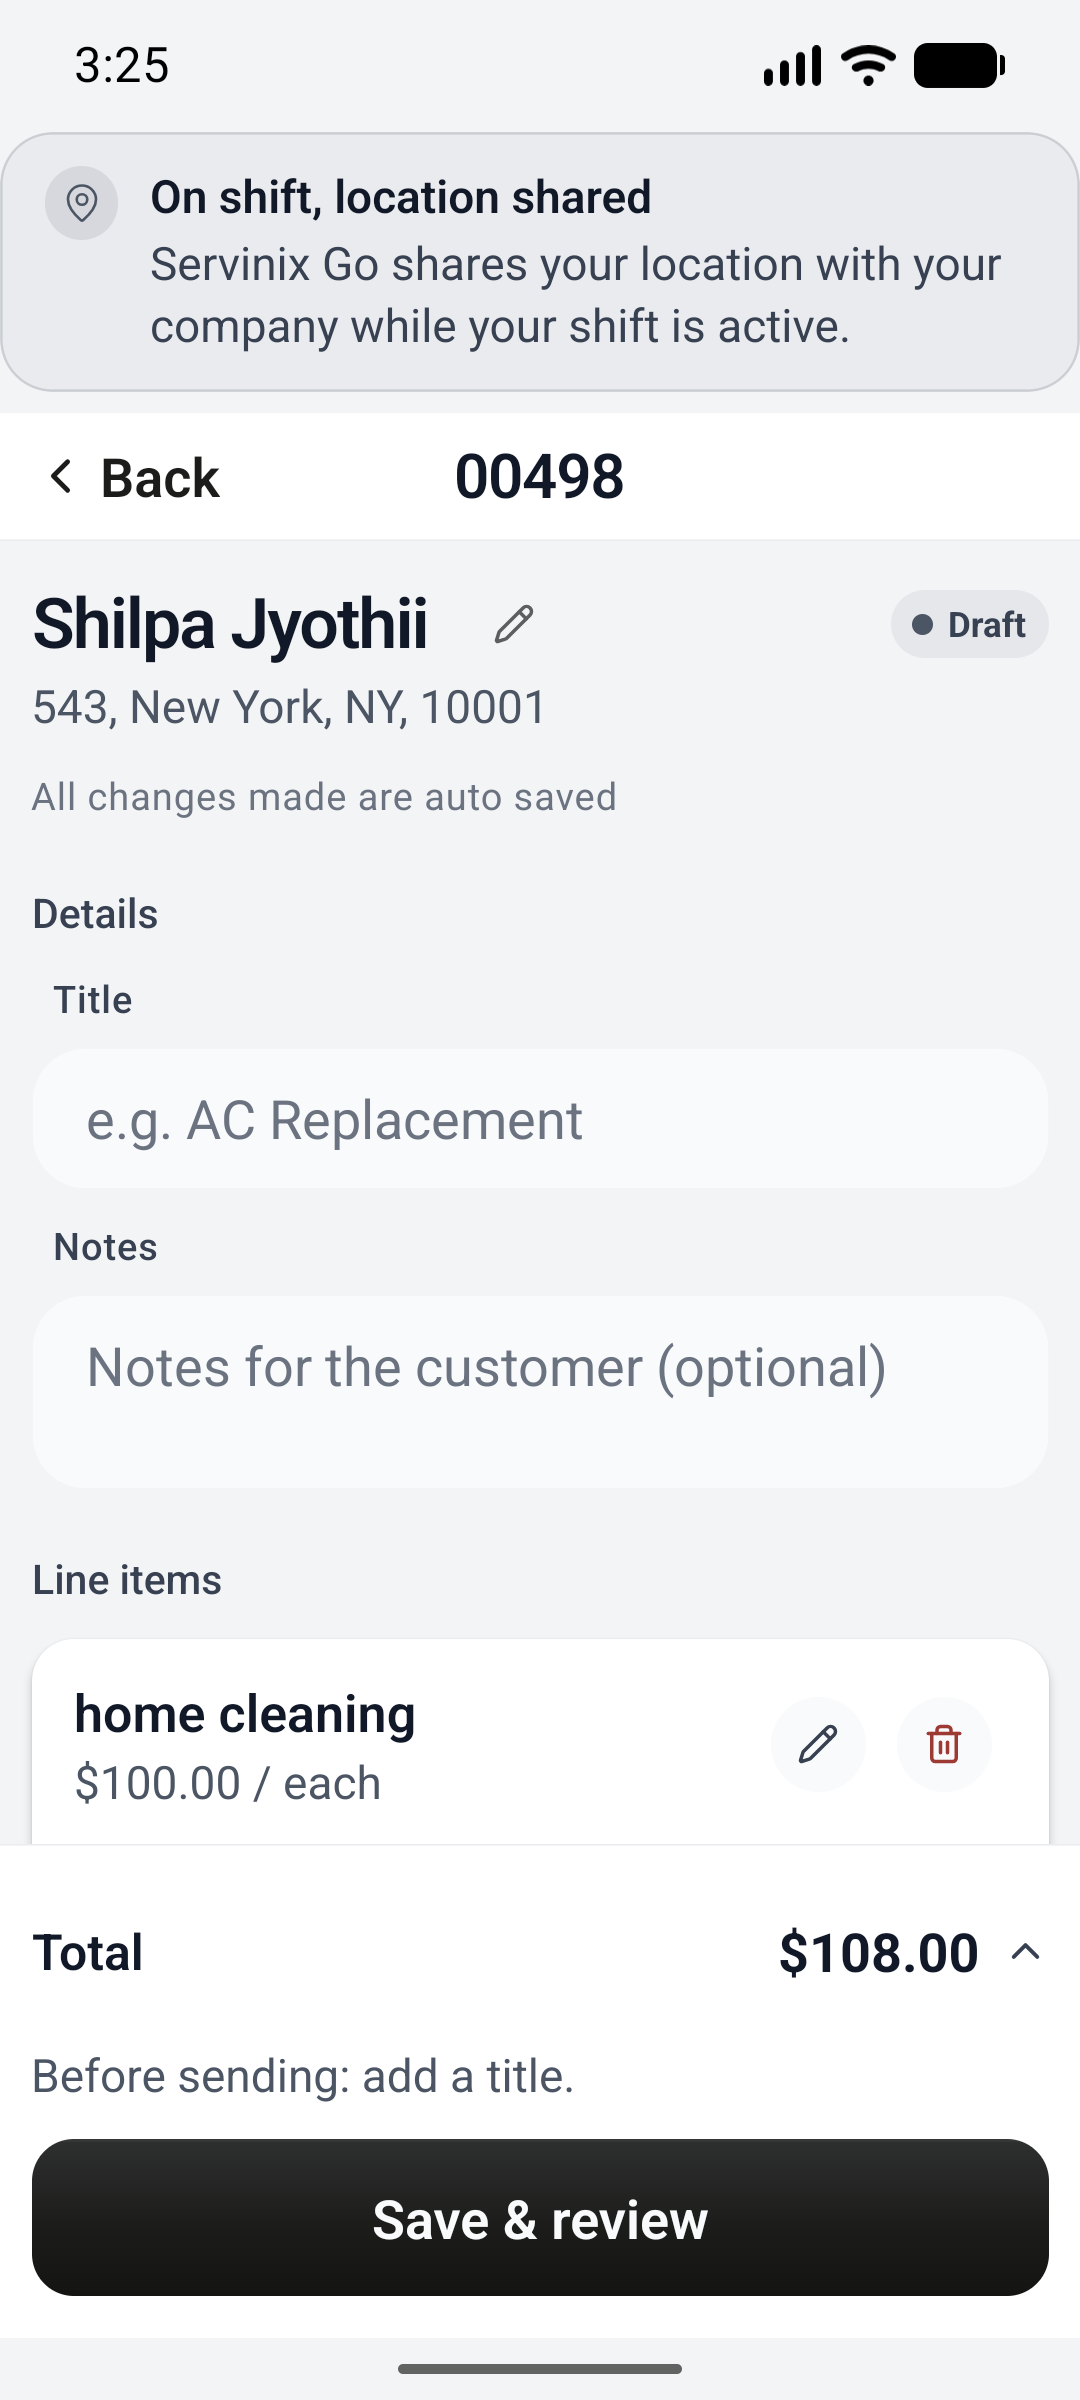 3:25
On shift, location shared
Servinix Go shares your location with your
company while your shift is active.
Back
00498
Shilpa Jyothii
Draft
543, New York, NY, 10001
All changes made are auto saved
Details
Title
e.g. AC Replacement
Notes
Notes for the customer (optional)
Line items
home cleaning
$100.00 / each
Total
$108.00
Before sending: add a title.
Save & review